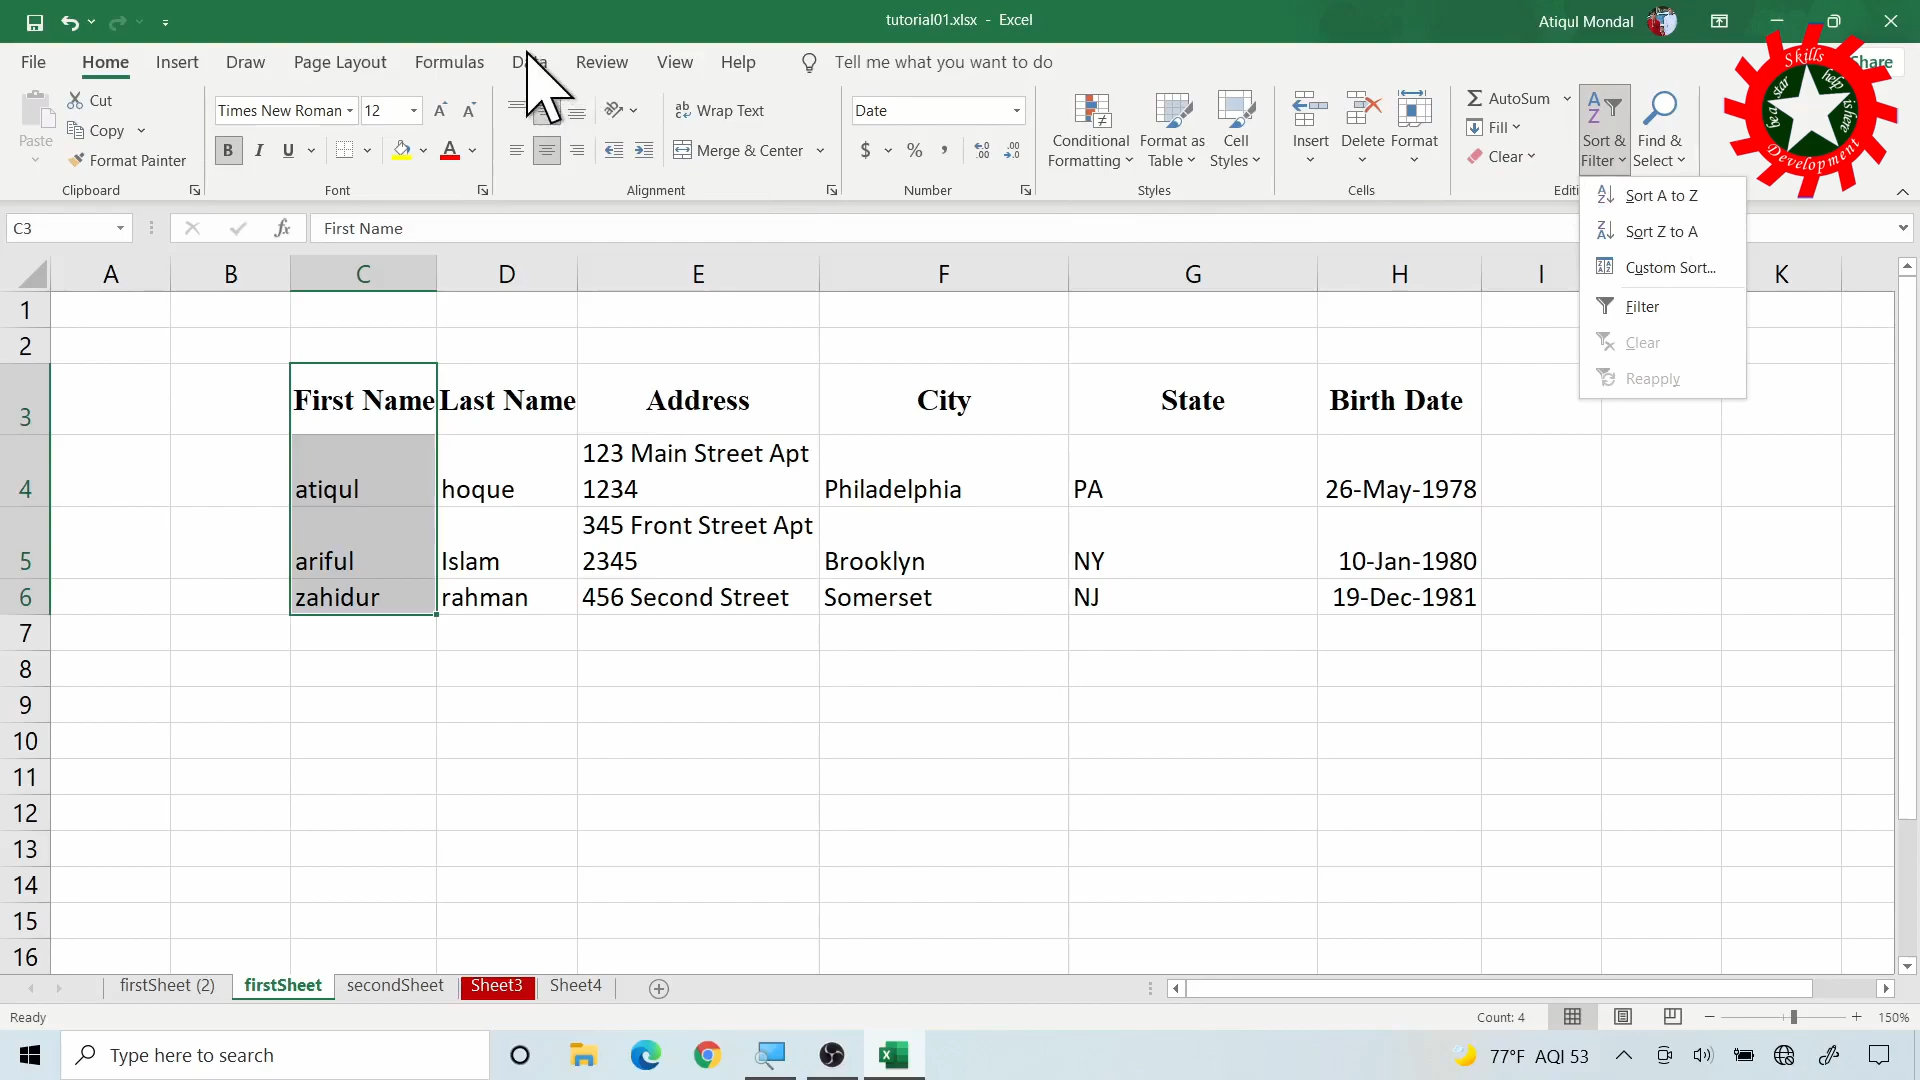 tutorial01.xlsx - Excel
Atiqul Mondal
File Home Insert Draw Page Layout Formulas Review View Help Tell me what you want to do
Share
Paste
Cut
Copy
Format Painter
Clipboard
Times New Roman 12
B I U
Font
Wrap Text
Merge & Center
Alignment
Date
$ % ,
Number
Conditional Formatting
Format as Table
Cell Styles
Styles
Insert
Delete
Format
Cells
AutoSum
Fill
Clear
Sort & Filter
Find & Select
Editi
Skills
help
is here
be a star
Development
Sort A to Z
Sort Z to A
Custom Sort...
Filter
Clear
Reapply
C3
fx
First Name
A B C D E F G H I K
1
2
3 First Name Last Name Address City State Birth Date
123 Main Street Apt
4 atiqul hoque 1234 Philadelphia PA 26-May-1978
345 Front Street Apt
5 ariful Islam 2345 Brooklyn NY 10-Jan-1980
6 zahidur rahman 456 Second Street Somerset NJ 19-Dec-1981
7
8
9
10
11
12
13
14
15
16
firstSheet (2) firstSheet secondSheet Sheet3 Sheet4
Ready
Count: 4
150%
Type here to search
77°F AQI 53